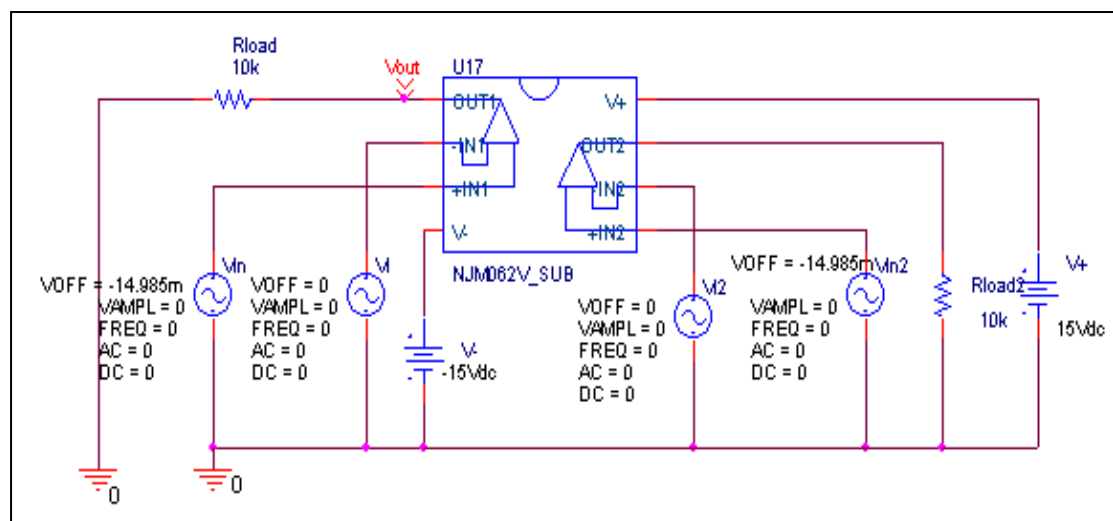 Rload
10k
Vout
U17
OUT1
-IN1
+IN1
V-
V+
OUT2
-IN2
+IN2
NJM062V_SUB
VOFF = -14.985m
VAMPL = 0
FREQ = 0
AC = 0
DC = 0
Vin
VOFF = 0
VAMPL = 0
FREQ = 0
AC = 0
DC = 0
Vi
V-
-15Vdc
VOFF = 0
VAMPL = 0
FREQ = 0
AC = 0
DC = 0
Vi2
VOFF = -14.985m
VAMPL = 0
FREQ = 0
AC = 0
DC = 0
Vin2
Rload2
10k
V+
15Vdc
0
0